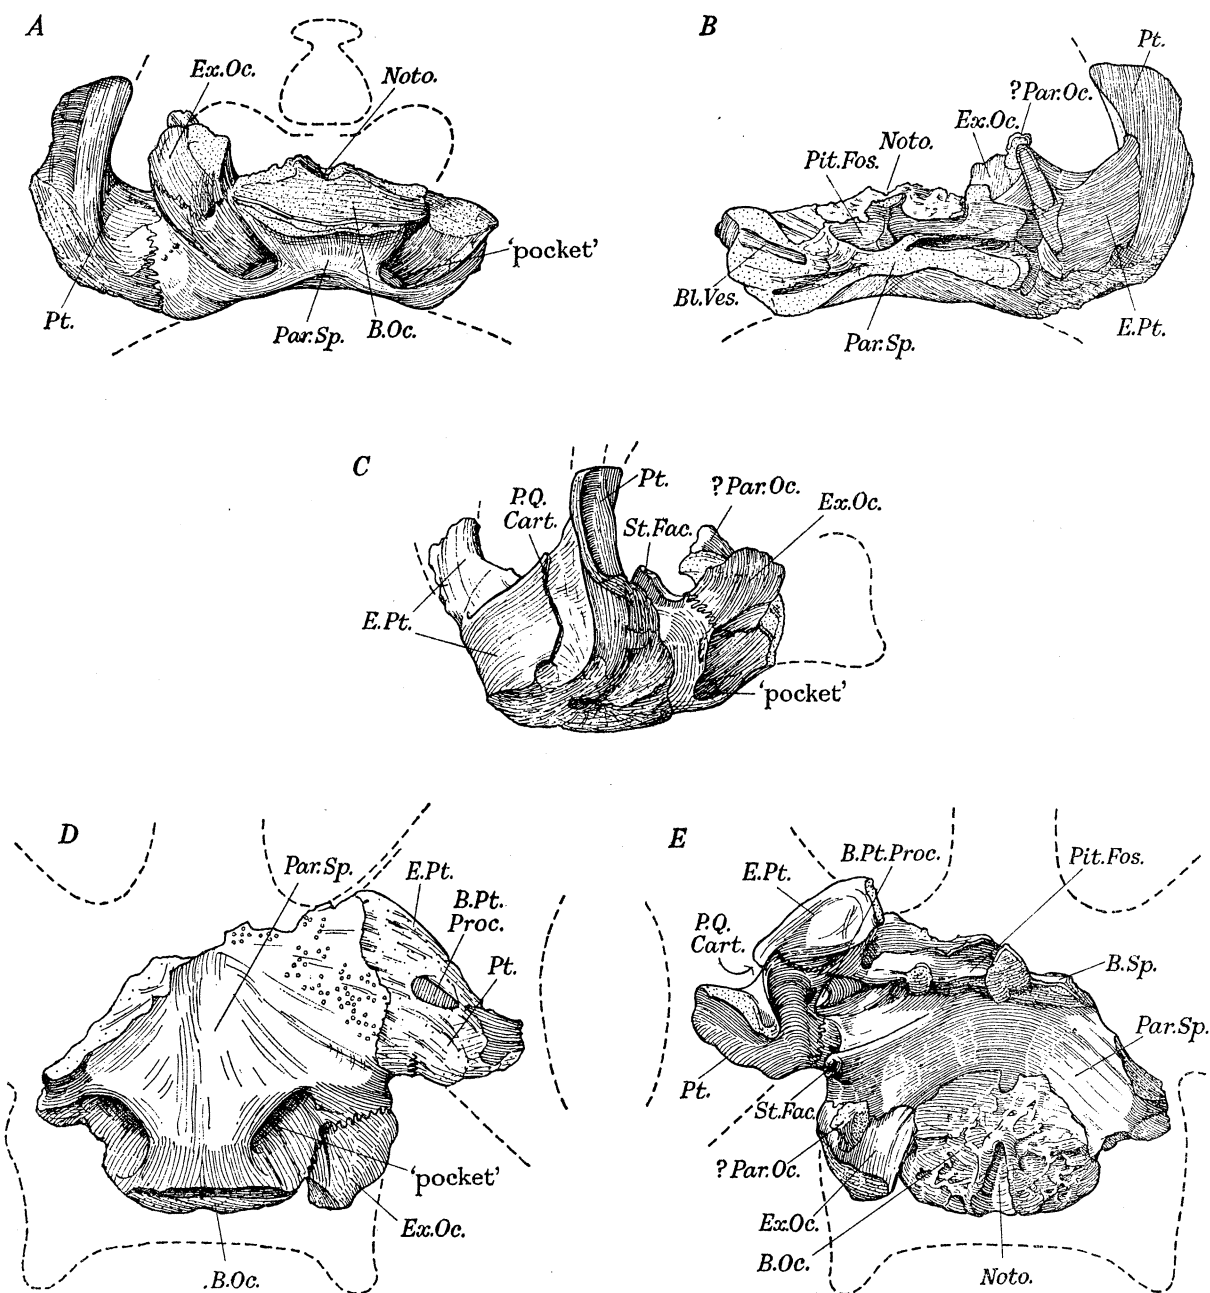 A
Ex.Oc.
Noto.
'pocket'
Pt.
Par.Sp.
B.Oc.
B
Pt.
?Par.Oc.
Ex.Oc.
Noto.
Pit.Fos.
Bl.Ves.
Par.Sp.
E.Pt.
C
P.Q.
Cart.
Pt.
St.Fac.
?Par.Oc.
Ex.Oc.
E.Pt.
'pocket'
D
Par.Sp.
E.Pt.
B.Pt.
Proc.
Pt.
'pocket'
Ex.Oc.
B.Oc.
E
B.Pt.Proc.
E.Pt.
Pit.Fos.
P.Q.
Cart.
B.Sp.
Par.Sp.
Pt.
St.Fac.
?Par.Oc.
Ex.Oc.
B.Oc.
Noto.